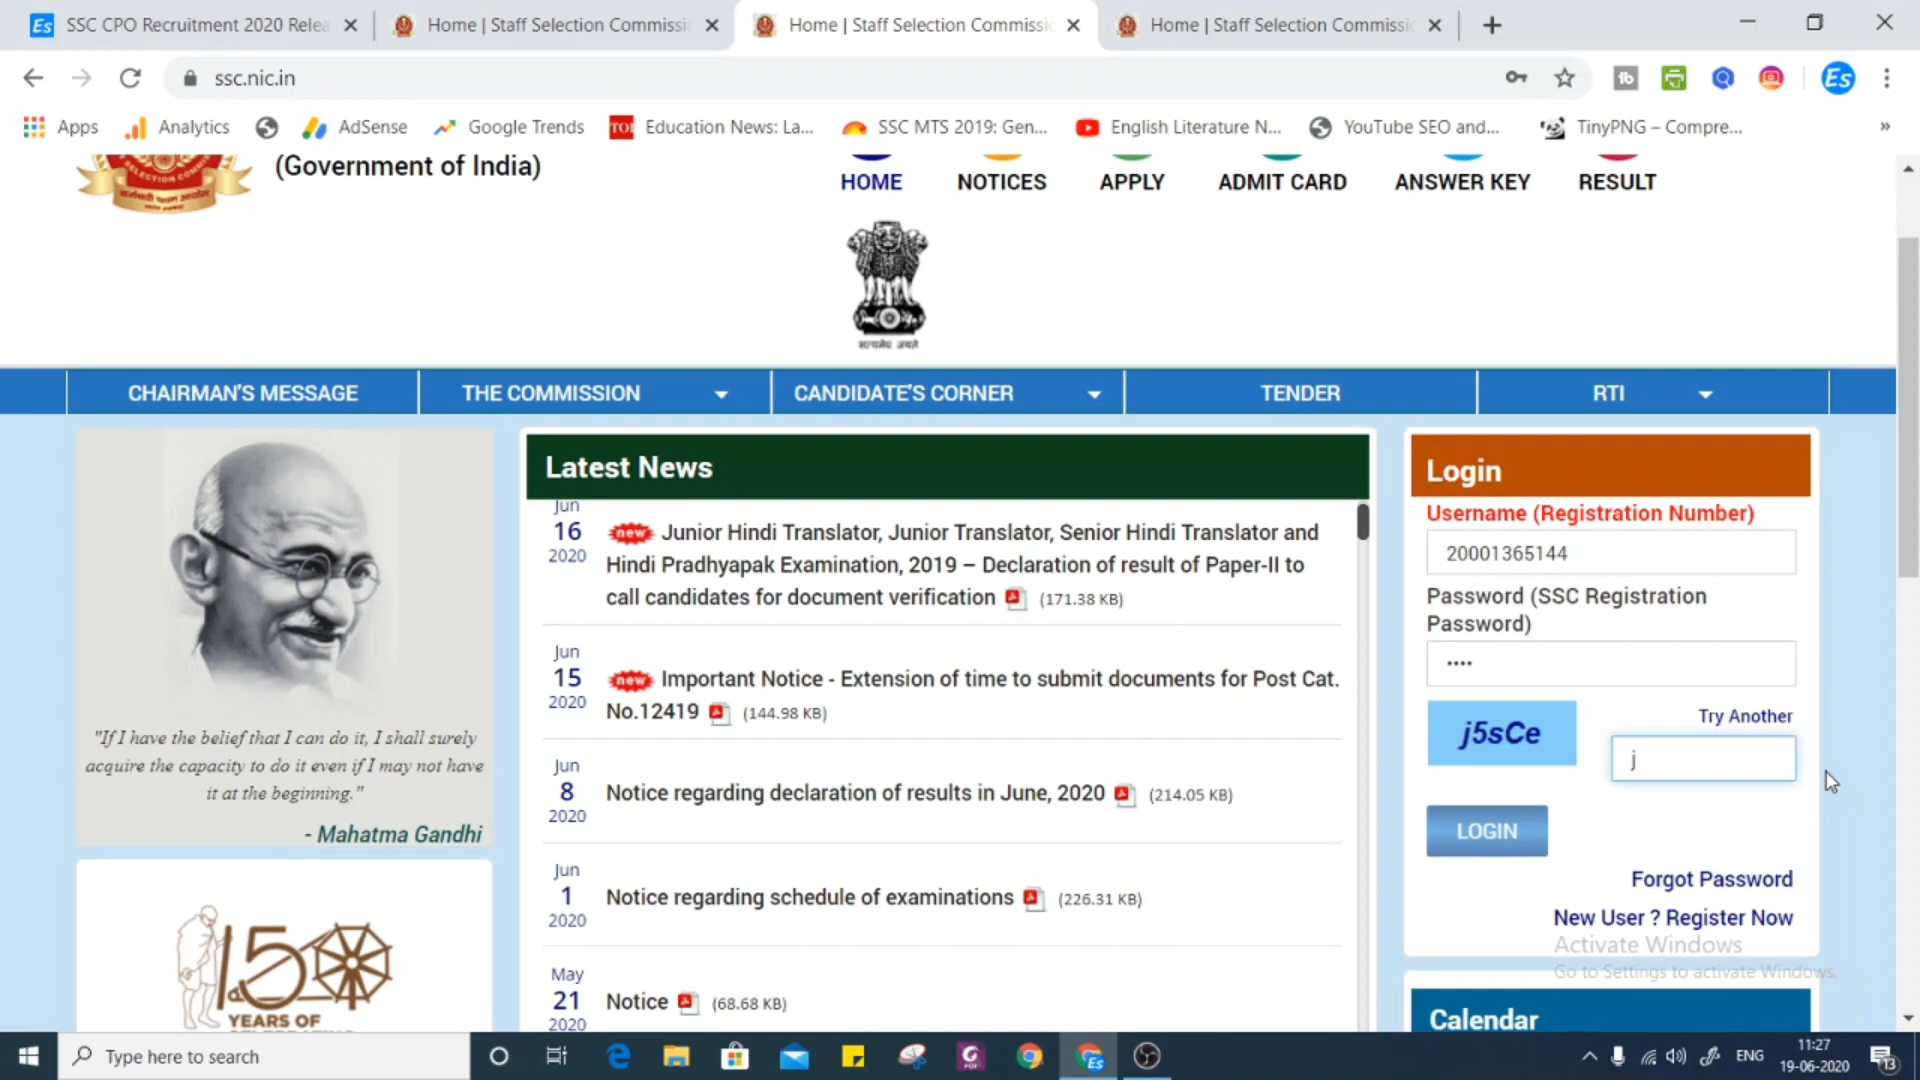 Es SSC CPO Recruitment 2020 Relea
Home | Staff Selection Commissi
Home | Staff Selection Commissi
Home | Staff Selection Commissi
ssc.nic.in
Es
Apps
Analytics
AdSense
Google Trends
TOI Education News: La...
SSC MTS 2019: Gen...
English Literature N...
YouTube SEO and...
TinyPNG – Compre...
»
(Government of India)
HOME
NOTICES
APPLY
ADMIT CARD
ANSWER KEY
RESULT
सत्यमेव जयते
CHAIRMAN'S MESSAGE
THE COMMISSION
CANDIDATE'S CORNER
TENDER
RTI
"If I have the belief that I can do it, I shall surely
acquire the capacity to do it even if I may not have
it at the beginning."
- Mahatma Gandhi
150
YEARS OF
Latest News
Jun
16
2020
new Junior Hindi Translator, Junior Translator, Senior Hindi Translator and
Hindi Pradhyapak Examination, 2019 – Declaration of result of Paper-II to
call candidates for document verification (171.38 KB)
Jun
15
2020
new Important Notice - Extension of time to submit documents for Post Cat.
No.12419 (144.98 KB)
Jun
8
2020
Notice regarding declaration of results in June, 2020 (214.05 KB)
Jun
1
2020
Notice regarding schedule of examinations (226.31 KB)
May
21
2020
Notice (68.68 KB)
Login
Username (Registration Number)
20001365144
Password (SSC Registration
Password)
••••
j5sCe
Try Another
j
LOGIN
Forgot Password
New User ? Register Now
Activate Windows
Go to Settings to activate Windows.
Calendar
Type here to search
ENG
11:27
19-06-2020
13